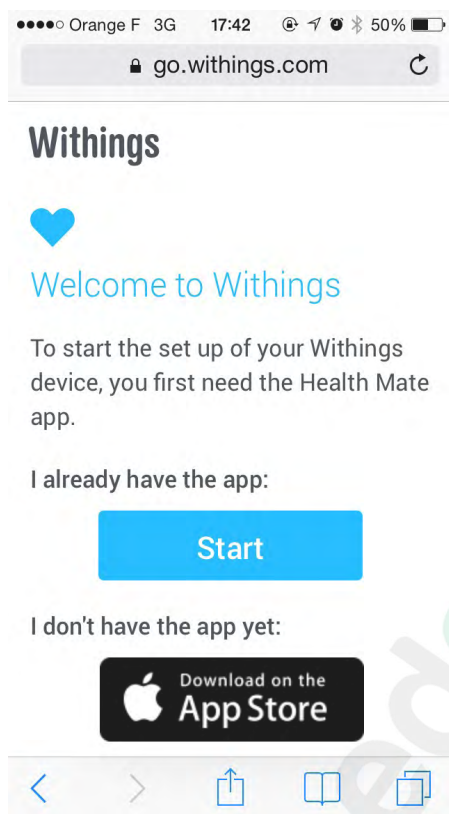 Orange F 3G 17:42 50%
go.withings.com
Withings
Welcome to Withings
To start the set up of your Withings
device, you first need the Health Mate
app.
I already have the app:
Start
I don't have the app yet:
Download on the
App Store